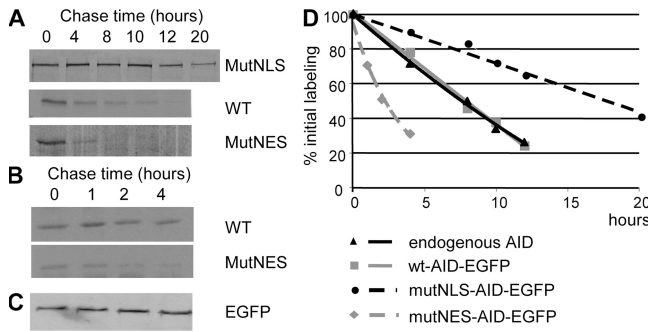 A
Chase time (hours)
0 4 8 10 12 20
MutNLS
WT
MutNES
B
Chase time (hours)
0 1 2 4
WT
MutNES
C
EGFP
D
% initial labeling
100
80
60
40
20
0
0 5 10 15 20
hours
endogenous AID
wt-AID-EGFP
mutNLS-AID-EGFP
mutNES-AID-EGFP